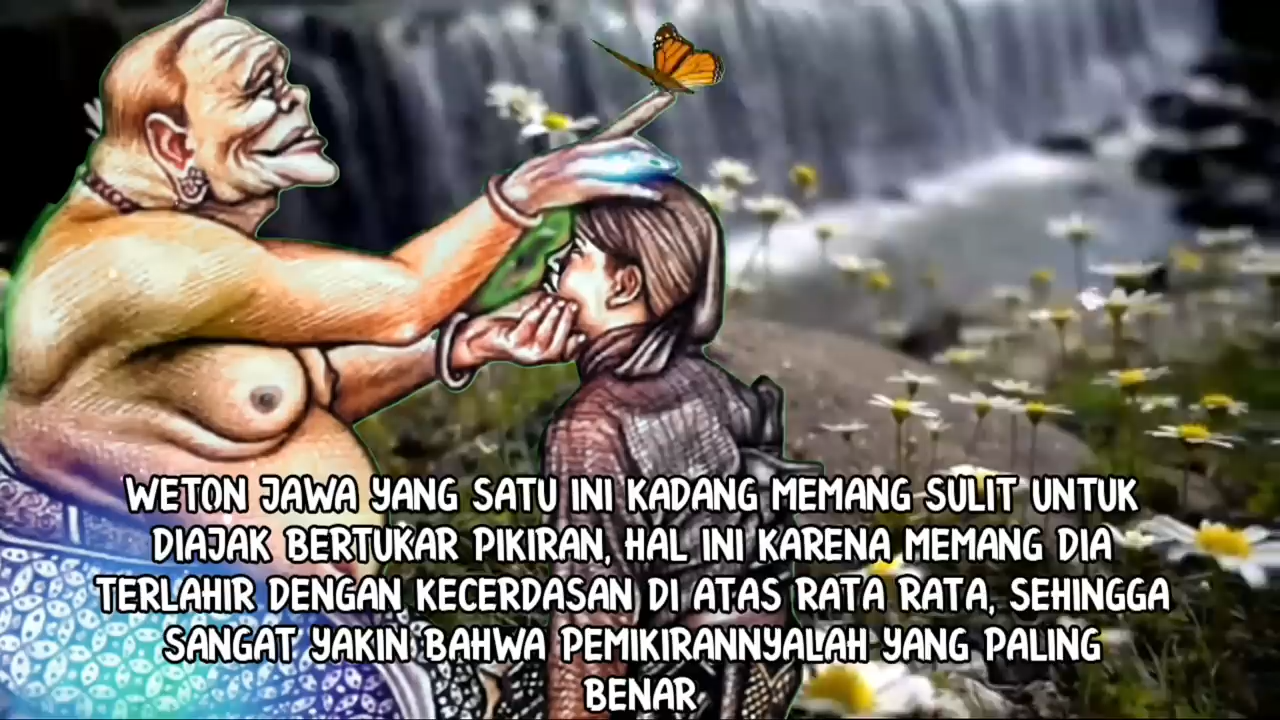 WETON JAWA YANG SATU INI KADANG MEMANG SULIT UNTUK
DIAJAK BERTUKAR PIKIRAN, HAL INI KARENA MEMANG DIA
TERLAHIR DENGAN KECERDASAN DI ATAS RATA RATA, SEHINGGA
SANGAT YAKIN BAHWA PEMIKIRANNYALAH YANG PALING
BENAR